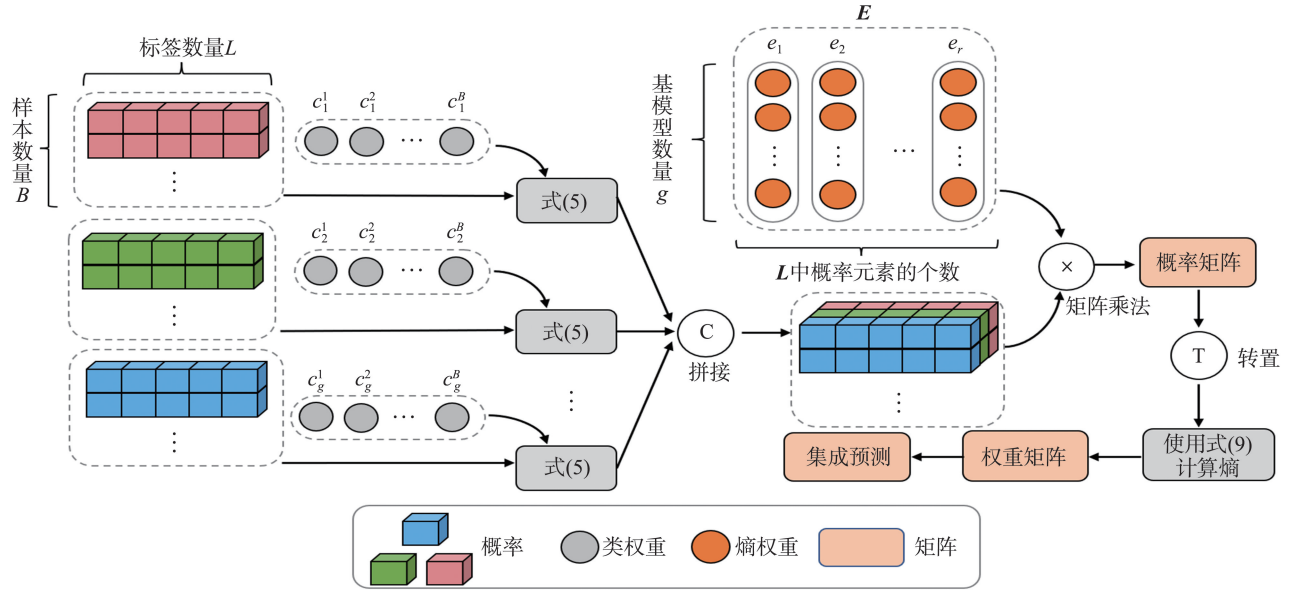 标签数量L
样本数量B
c₁¹ c₁² ··· c₁ᴮ
式(5)
c₂¹ c₂² ··· c₂ᴮ
式(5)
c_g¹ c_g² ··· c_gᴮ
式(5)
C
拼接
E
e₁ e₂ ··· eᵣ
基模型数量g
L中概率元素的个数
×
矩阵乘法
概率矩阵
T
转置
使用式(9)
计算熵
权重矩阵
集成预测
概率
类权重
熵权重
矩阵